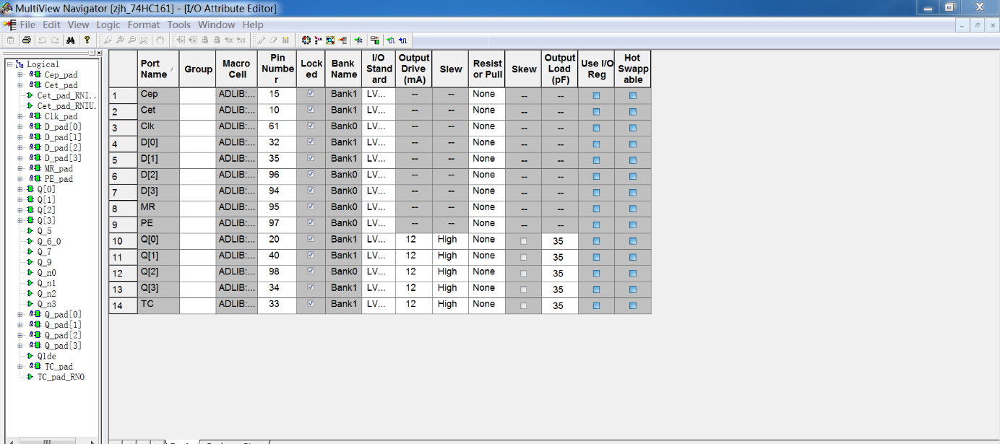 MultiView Navigator [zjh_74HC161] - [I/O Attribute Editor]
File Edit View Logic Format Tools Window Help
Logical
Cep_pad
Cet_pad
Cet_pad_RNI..
Cet_pad_RNIU.
Clk_pad
D_pad[0]
D_pad[1]
D_pad[2]
D_pad[3]
MR_pad
PE_pad
Q[0]
Q[1]
Q[2]
Q[3]
Q_5
Q_6_0
Q_7
Q_9
Q_n0
Q_n1
Q_n2
Q_n3
Q_pad[0]
Q_pad[1]
Q_pad[2]
Q_pad[3]
Qlde
TC_pad
TC_pad_RNO
Port Name Group Macro Cell Pin Number Locked Bank Name I/O Standard Output Drive (mA) Slew Resistor Pull Skew Output Load (pF) Use I/O Reg Hot Swappable
1 Cep ADLIB:... 15 Bank1 LV... -- -- None -- --
2 Cet ADLIB:... 10 Bank1 LV... -- -- None -- --
3 Clk ADLIB:... 61 Bank0 LV... -- -- None -- --
4 D[0] ADLIB:... 32 Bank1 LV... -- -- None -- --
5 D[1] ADLIB:... 35 Bank1 LV... -- -- None -- --
6 D[2] ADLIB:... 96 Bank0 LV... -- -- None -- --
7 D[3] ADLIB:... 94 Bank0 LV... -- -- None -- --
8 MR ADLIB:... 95 Bank0 LV... -- -- None -- --
9 PE ADLIB:... 97 Bank0 LV... -- -- None -- --
10 Q[0] ADLIB:... 20 Bank1 LV... 12 High None 35
11 Q[1] ADLIB:... 40 Bank1 LV... 12 High None 35
12 Q[2] ADLIB:... 98 Bank0 LV... 12 High None 35
13 Q[3] ADLIB:... 34 Bank1 LV... 12 High None 35
14 TC ADLIB:... 33 Bank1 LV... 12 High None 35